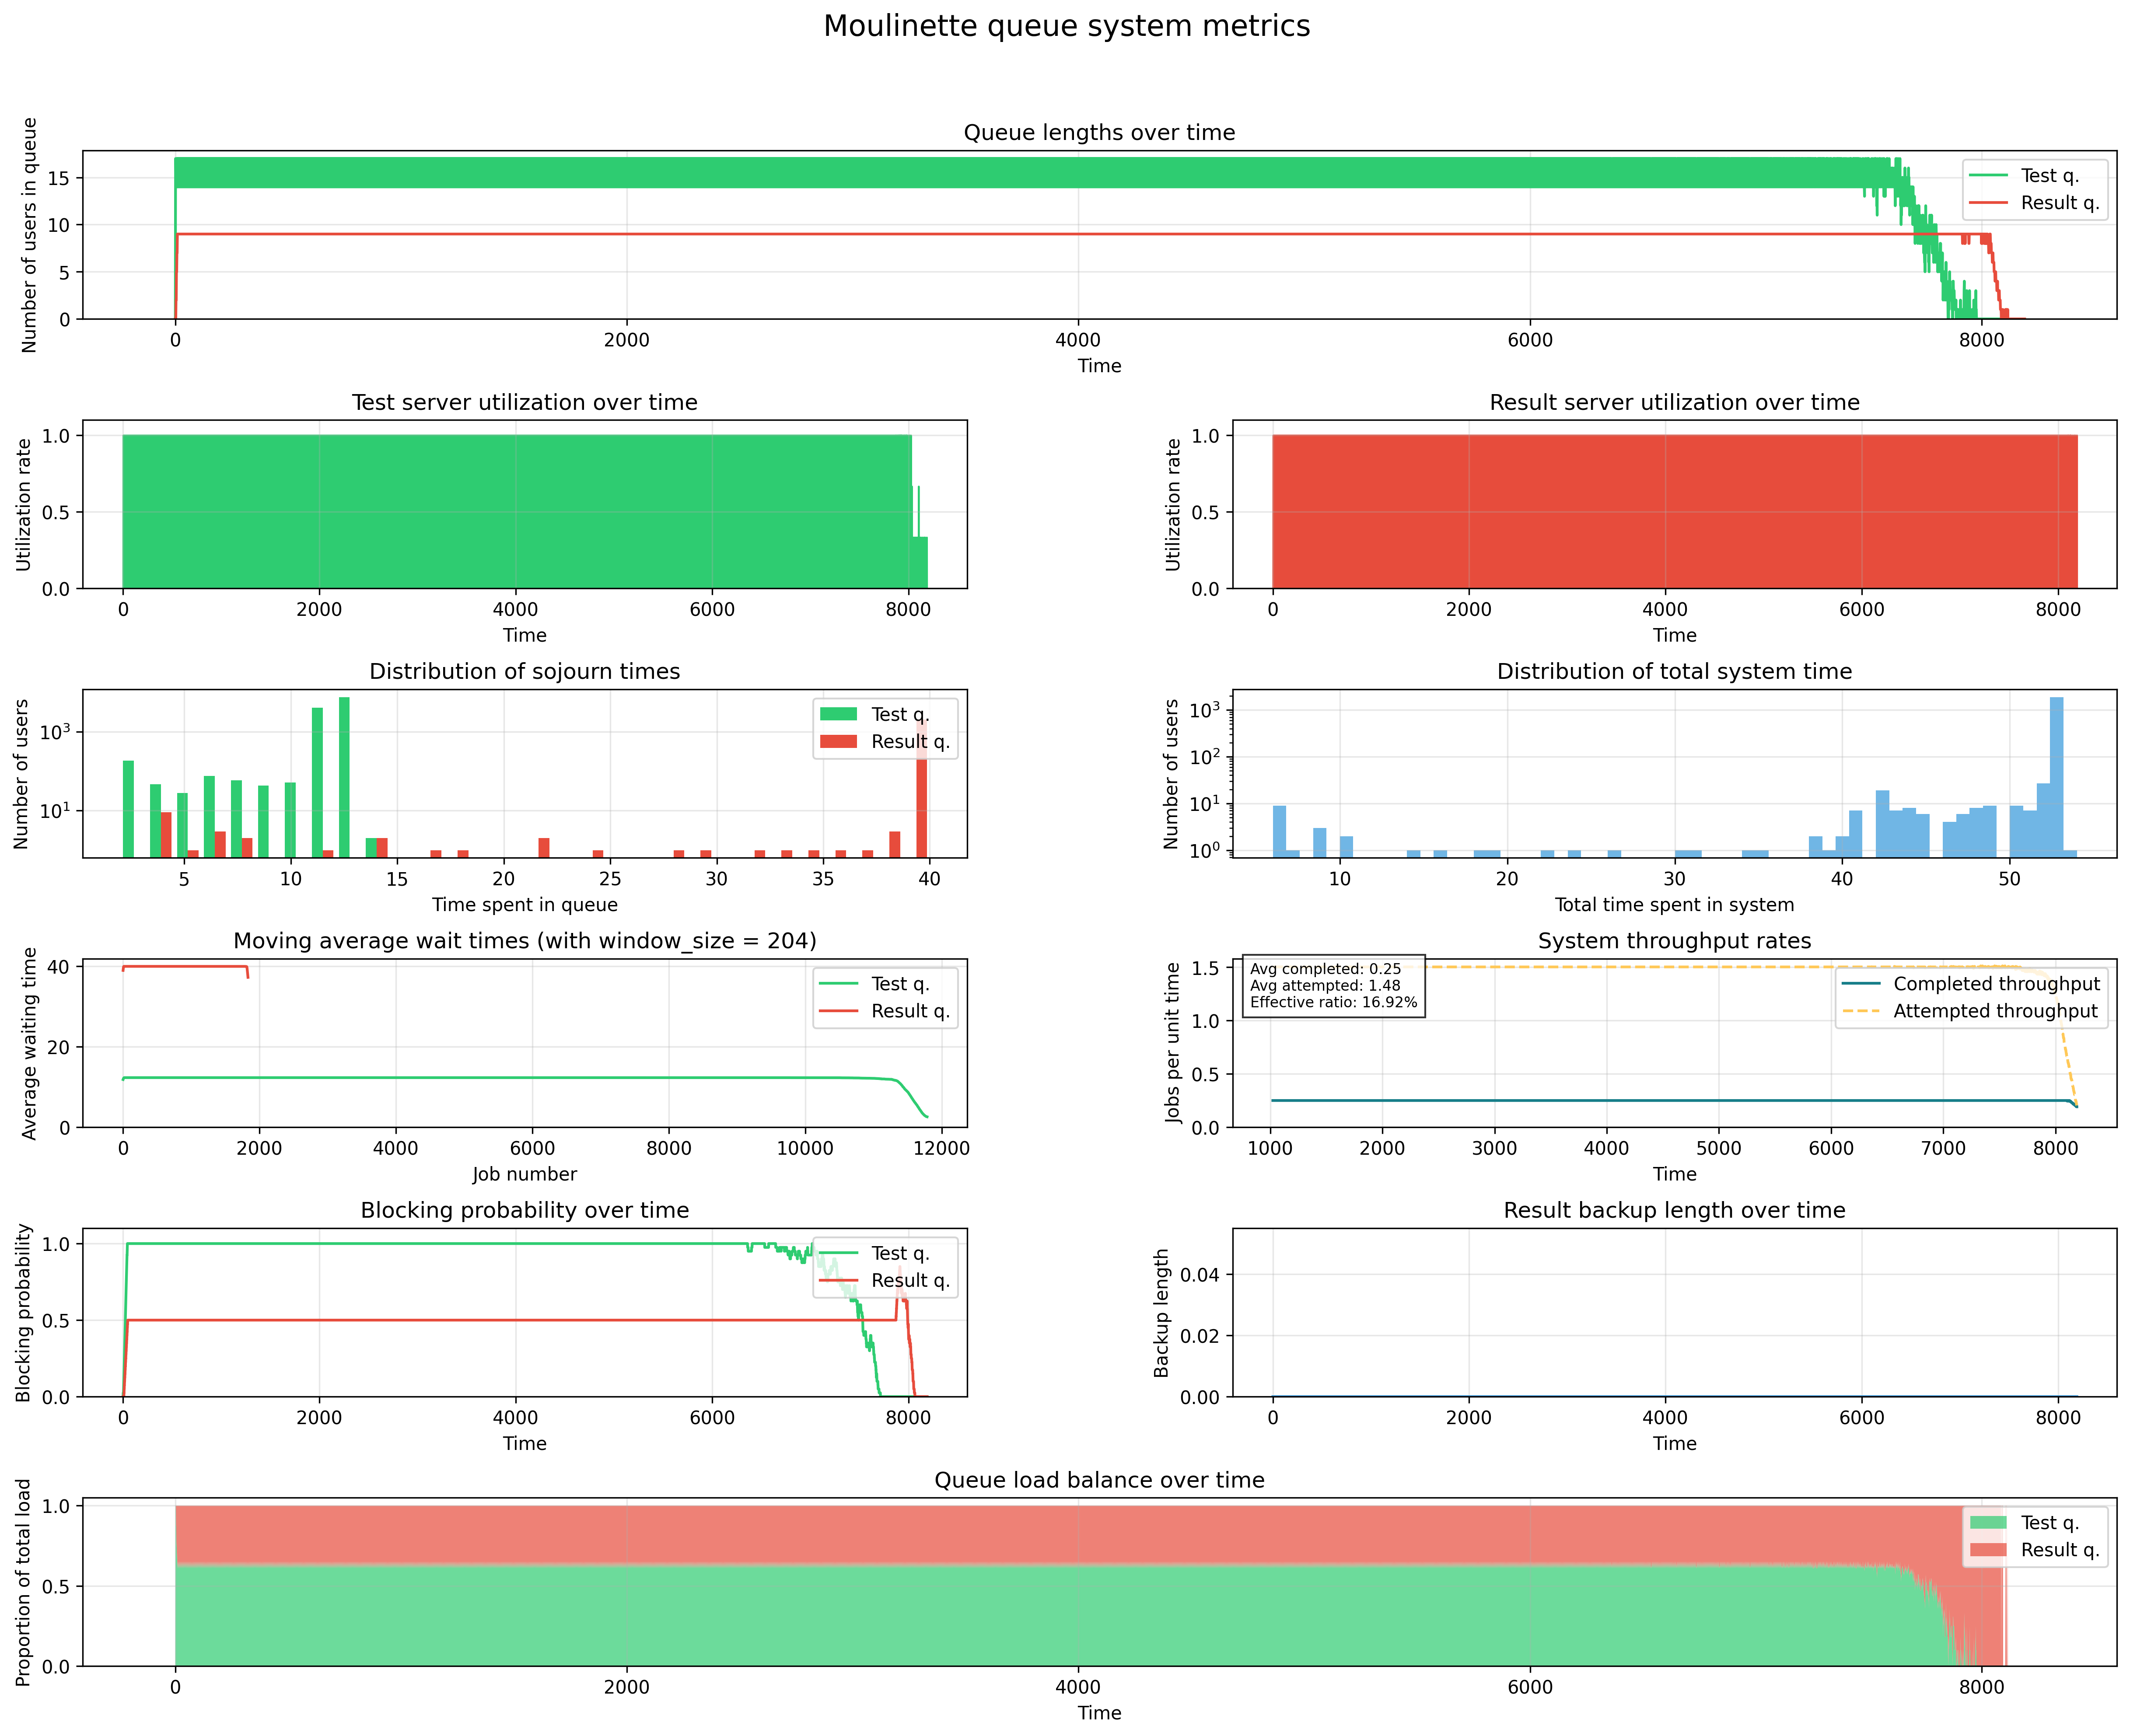 Moulinette queue system metrics
Queue lengths over time
Number of users in queue
15
10
5
0
Test q.
Result q.
0 2000 4000 6000 8000
Time
Test server utilization over time
Utilization rate
1.0
0.5
0.0
0 2000 4000 6000 8000
Time
Result server utilization over time
Utilization rate
1.0
0.5
0.0
0 2000 4000 6000 8000
Time
Distribution of sojourn times
Number of users
10³
10¹
Test q.
Result q.
5 10 15 20 25 30 35 40
Time spent in queue
Distribution of total system time
Number of users
10³
10²
10¹
10⁰
10 20 30 40 50
Total time spent in system
Moving average wait times (with window_size = 204)
Average waiting time
40
20
0
Test q.
Result q.
0 2000 4000 6000 8000 10000 12000
Job number
System throughput rates
Jobs per unit time
1.5
1.0
0.5
0.0
Avg completed: 0.25
Avg attempted: 1.48
Effective ratio: 16.92%
Completed throughput
Attempted throughput
1000 2000 3000 4000 5000 6000 7000 8000
Time
Blocking probability over time
Blocking probability
1.0
0.5
0.0
Test q.
Result q.
0 2000 4000 6000 8000
Time
Result backup length over time
Backup length
0.04
0.02
0.00
0 2000 4000 6000 8000
Time
Queue load balance over time
Proportion of total load
1.0
0.5
0.0
Test q.
Result q.
0 2000 4000 6000 8000
Time